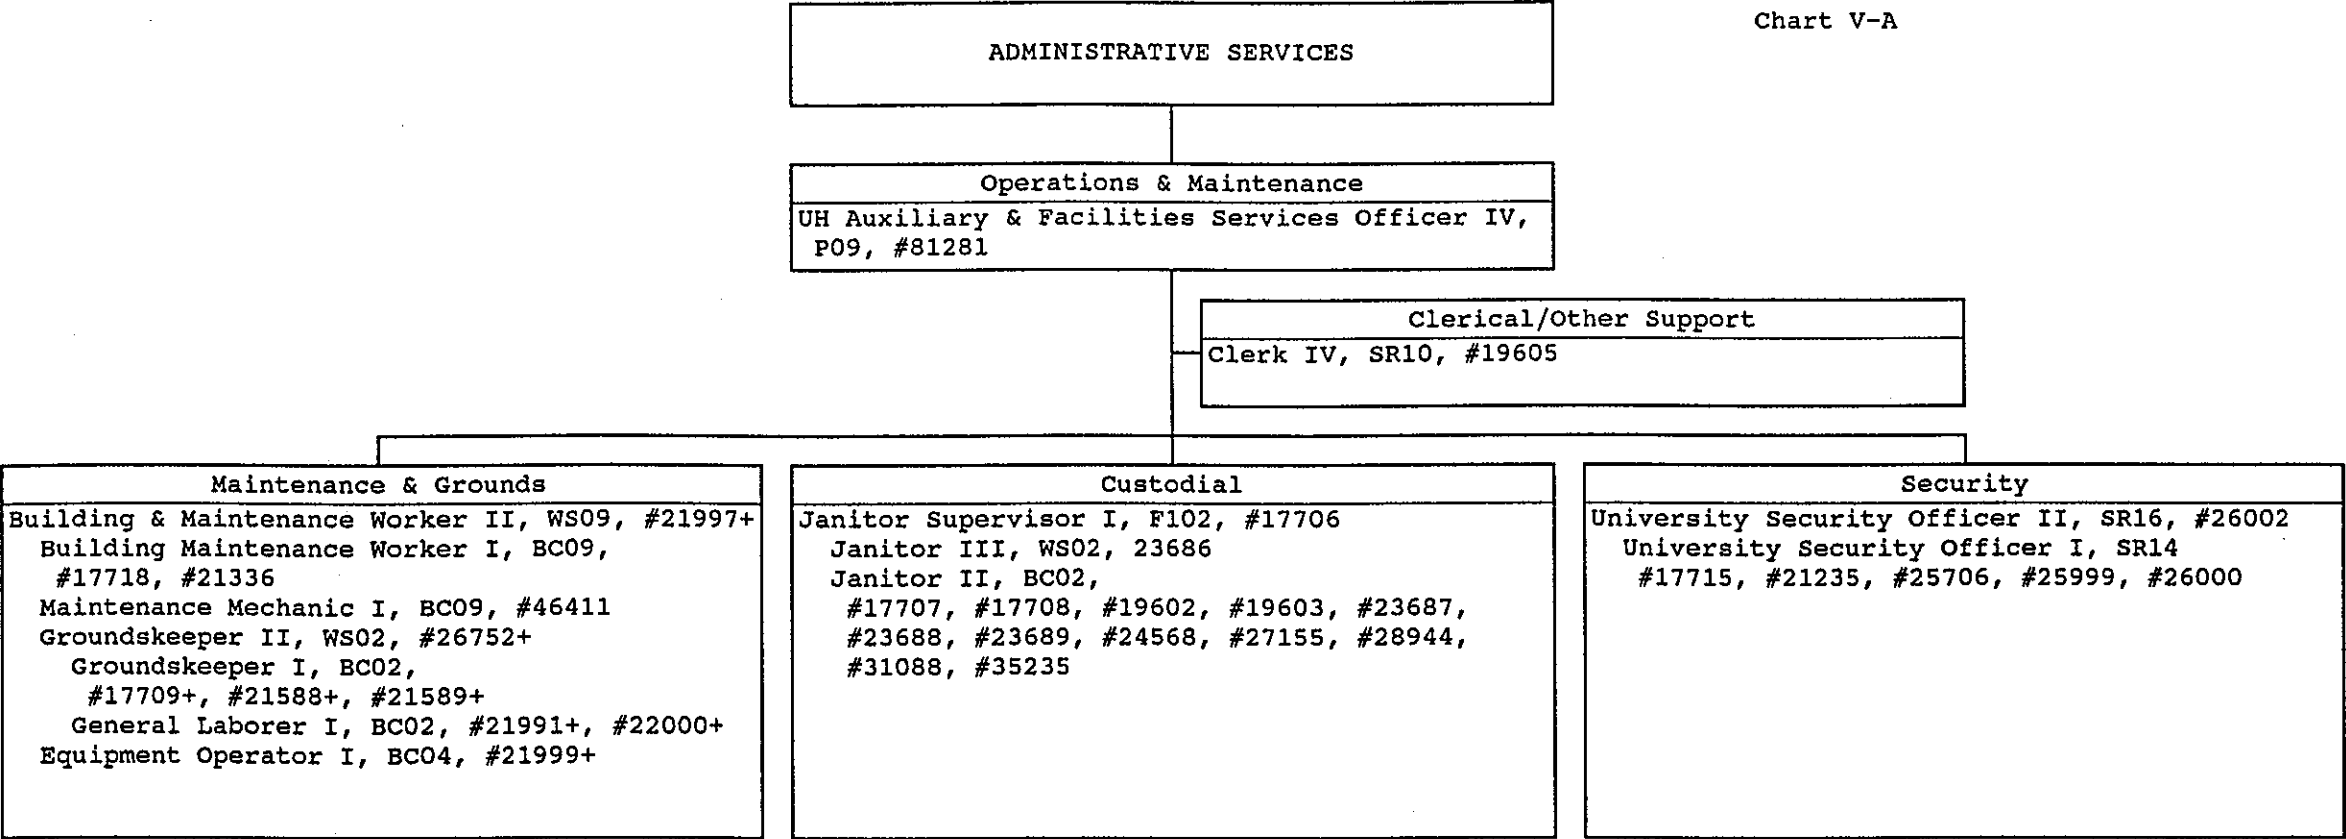 Chart V-A
ADMINISTRATIVE SERVICES
Operations & Maintenance
UH Auxiliary & Facilities Services Officer IV,
P09, #81281
Clerical/Other Support
Clerk IV, SR10, #19605
Maintenance & Grounds
Building & Maintenance Worker II, WS09, #21997+
Building Maintenance Worker I, BC09,
#17718, #21336
Maintenance Mechanic I, BC09, #46411
Groundskeeper II, WS02, #26752+
Groundskeeper I, BC02,
#17709+, #21588+, #21589+
General Laborer I, BC02, #21991+, #22000+
Equipment Operator I, BC04, #21999+
Custodial
Janitor Supervisor I, F102, #17706
Janitor III, WS02, 23686
Janitor II, BC02,
#17707, #17708, #19602, #19603, #23687,
#23688, #23689, #24568, #27155, #28944,
#31088, #35235
Security
University Security Officer II, SR16, #26002
University Security Officer I, SR14
#17715, #21235, #25706, #25999, #26000